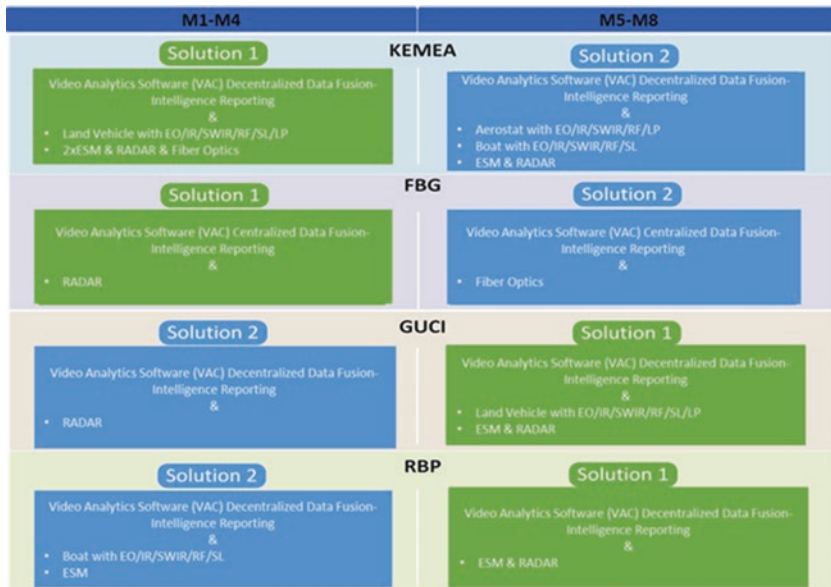 M1-M4
M5-M8
KEMEA
Solution 1
Video Analytics Software (VAC) Decentralized Data Fusion-
Intelligence Reporting
&
• Land Vehicle with EO/IR/SWIR/RF/SL/LP
• 2xESM & RADAR & Fiber Optics
Solution 2
Video Analytics Software (VAC) Decentralized Data Fusion-
Intelligence Reporting
&
• Aerostat with EO/IR/SWIR/RF/LP
• Boat with EO/IR/SWIR/RF/SL
• ESM & RADAR
FBG
Solution 1
Video Analytics Software (VAC) Centralized Data Fusion-
Intelligence Reporting
&
• RADAR
Solution 2
Video Analytics Software (VAC) Centralized Data Fusion-
Intelligence Reporting
&
• Fiber Optics
GUCI
Solution 2
Video Analytics Software (VAC) Decentralized Data Fusion-
Intelligence Reporting
&
• RADAR
Solution 1
Video Analytics Software (VAC) Decentralized Data Fusion-
Intelligence Reporting
&
• Land Vehicle with EO/IR/SWIR/RF/SL/LP
• ESM & RADAR
RBP
Solution 2
Video Analytics Software (VAC) Decentralized Data Fusion-
Intelligence Reporting
&
• Boat with EO/IR/SWIR/RF/SL
• ESM
Solution 1
Video Analytics Software (VAC) Decentralized Data Fusion-
Intelligence Reporting
&
• ESM & RADAR